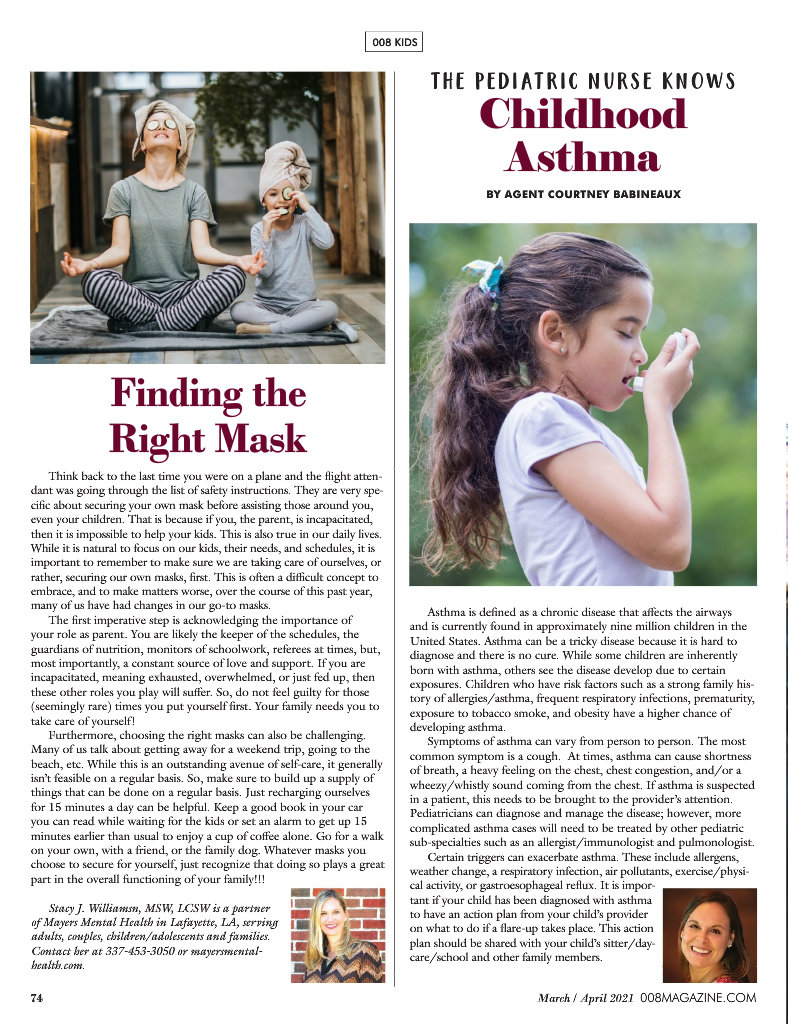 008 KIDS
Finding the
Right Mask
Think back to the last time you were on a plane and the flight atten-
dant was going through the list of safety instructions. They are very spe-
cific about securing your own mask before assisting those around you,
even your children. That is because if you, the parent, is incapacitated,
then it is impossible to help your kids. This is also true in our daily lives.
While it is natural to focus on our kids, their needs, and schedules, it is
important to remember to make sure we are taking care of ourselves, or
rather, securing our own masks, first. This is often a difficult concept to
embrace, and to make matters worse, over the course of this past year,
many of us have had changes in our go-to masks.
The first imperative step is acknowledging the importance of
your role as parent. You are likely the keeper of the schedules, the
guardians of nutrition, monitors of schoolwork, referees at times, but,
most importantly, a constant source of love and support. If you are
incapacitated, meaning exhausted, overwhelmed, or just fed up, then
these other roles you play will suffer. So, do not feel guilty for those
(seemingly rare) times you put yourself first. Your family needs you to
take care of yourself!
Furthermore, choosing the right masks can also be challenging.
Many of us talk about getting away for a weekend trip, going to the
beach, etc. While this is an outstanding avenue of self-care, it generally
isn't feasible on a regular basis. So, make sure to build up a supply of
things that can be done on a regular basis. Just recharging ourselves
for 15 minutes a day can be helpful. Keep a good book in your car
you can read while waiting for the kids or set an alarm to get up 15
minutes earlier than usual to enjoy a cup of coffee alone. Go for a walk
on your own, with a friend, or the family dog. Whatever masks you
choose to secure for yourself, just recognize that doing so plays a great
part in the overall functioning of your family!!!
Stacy J. Williamsn, MSW, LCSW is a partner
of Mayers Mental Health in Lafayette, LA, serving
adults, couples, children/adolescents and families.
Contact her at 337-453-3050 or mayersmental-
health.com.
THE PEDIATRIC NURSE KNOWS
Childhood
Asthma
BY AGENT COURTNEY BABINEAUX
Asthma is defined as a chronic disease that affects the airways
and is currently found in approximately nine million children in the
United States. Asthma can be a tricky disease because it is hard to
diagnose and there is no cure. While some children are inherently
born with asthma, others see the disease develop due to certain
exposures. Children who have risk factors such as a strong family his-
tory of allergies/asthma, frequent respiratory infections, prematurity,
exposure to tobacco smoke, and obesity have a higher chance of
developing asthma.
Symptoms of asthma can vary from person to person. The most
common symptom is a cough. At times, asthma can cause shortness
of breath, a heavy feeling on the chest, chest congestion, and/or a
wheezy/whistly sound coming from the chest. If asthma is suspected
in a patient, this needs to be brought to the provider's attention.
Pediatricians can diagnose and manage the disease; however, more
complicated asthma cases will need to be treated by other pediatric
sub-specialties such as an allergist/immunologist and pulmonologist.
Certain triggers can exacerbate asthma. These include allergens,
weather change, a respiratory infection, air pollutants, exercise/physi-
cal activity, or gastroesophageal reflux. It is impor-
tant if your child has been diagnosed with asthma
to have an action plan from your child's provider
on what to do if a flare-up takes place. This action
plan should be shared with your child's sitter/day-
care/school and other family members.
74
March / April 2021 008MAGAZINE.COM